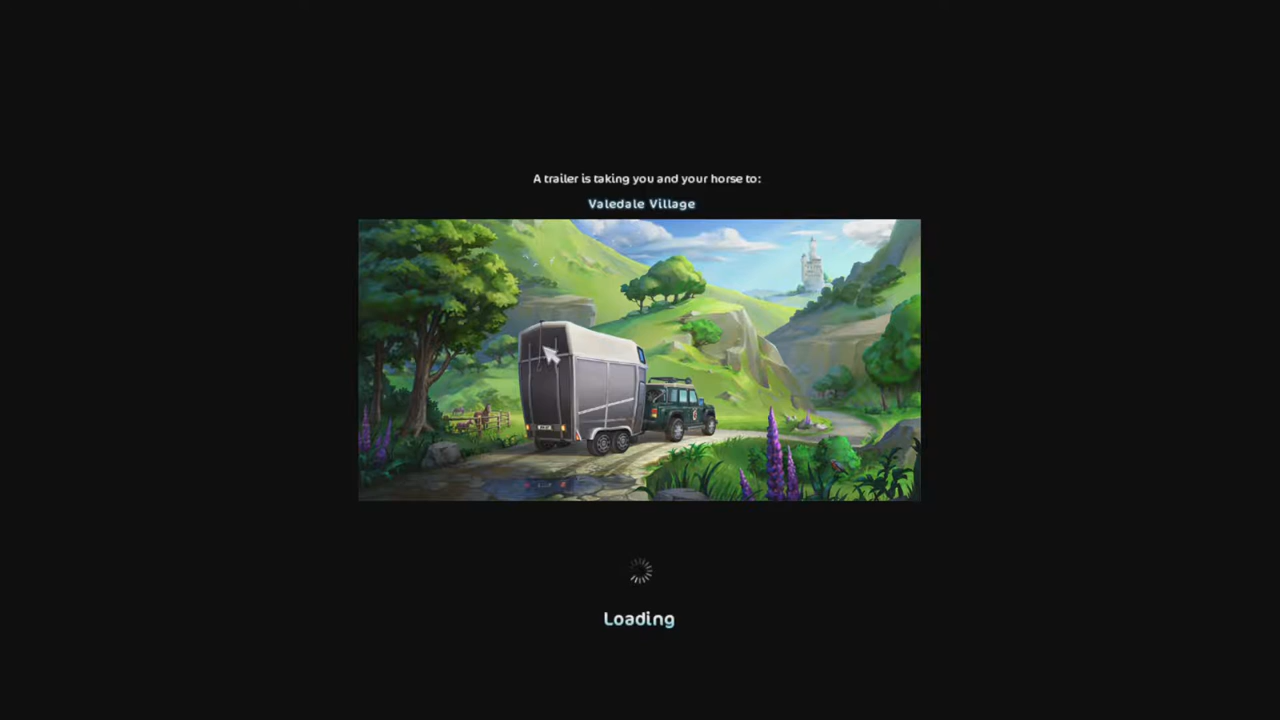 A trailer is taking you and your horse to:
Valedale Village
Loading